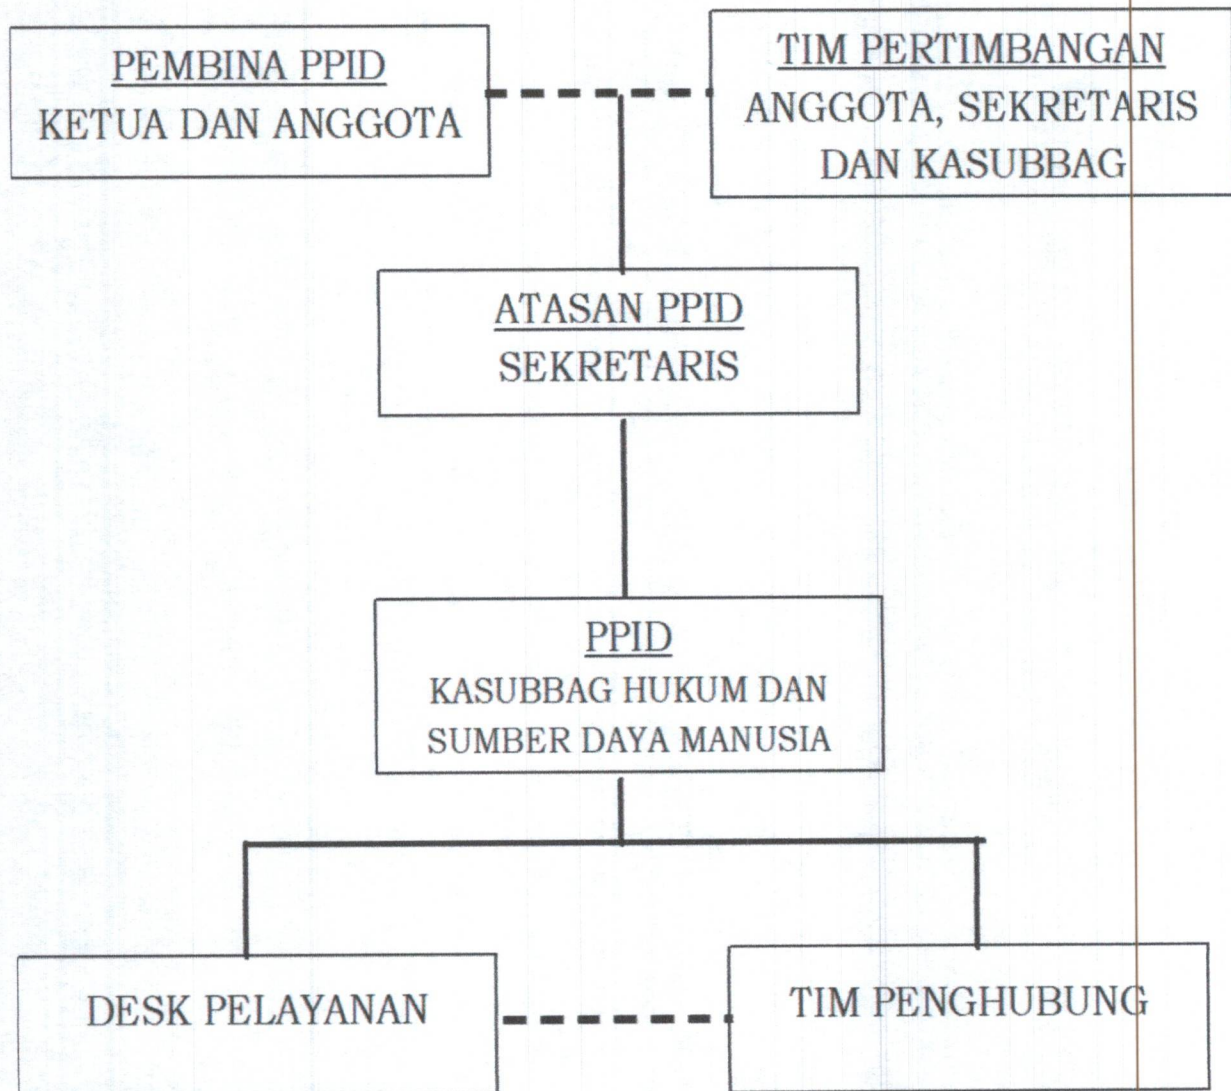 PEMBINA PPID
KETUA DAN ANGGOTA
TIM PERTIMBANGAN
ANGGOTA, SEKRETARIS
DAN KASUBBAG
ATASAN PPID
SEKRETARIS
PPID
KASUBBAG HUKUM DAN
SUMBER DAYA MANUSIA
DESK PELAYANAN
TIM PENGHUBUNG